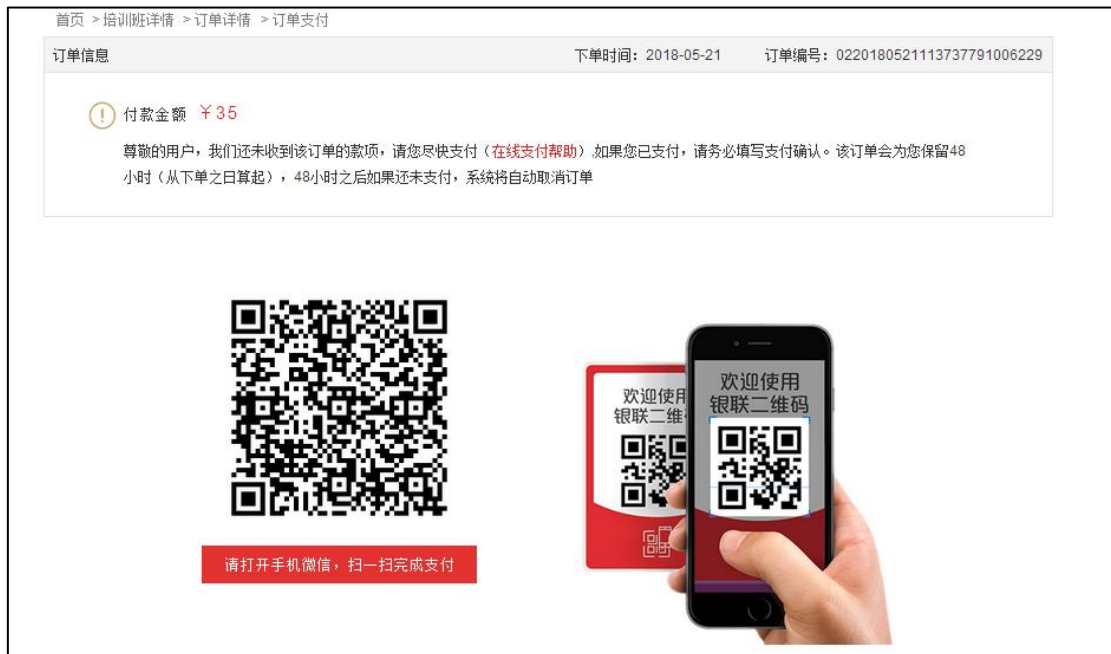 首页 >培训班详情 >订单详情 >订单支付
订单信息 下单时间：2018-05-21 订单编号：0220180521113737791006229
付款金额 ￥35
尊敬的用户，我们还未收到该订单的款项，请您尽快支付（在线支付帮助）.如果您已支付，请务必填写支付确认。该订单会为您保留48
小时（从下单之日算起），48小时之后如果还未支付，系统将自动取消订单
欢迎使用
银联二维
欢迎使用
银联二维码
请打开手机微信，扫一扫完成支付